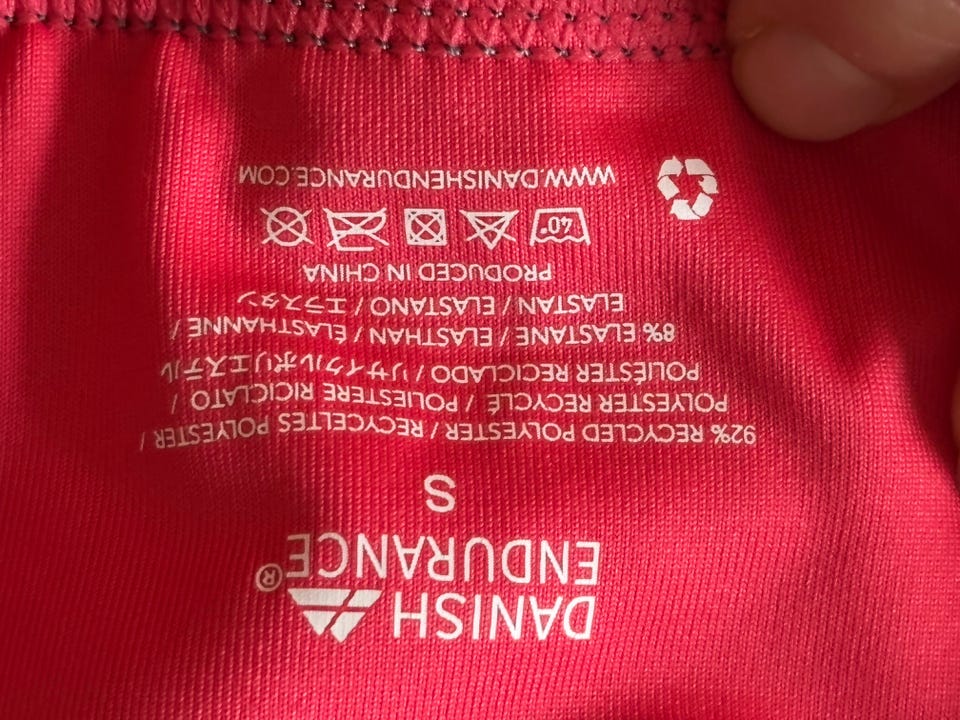 DANISH
ENDURANCE®
S
92% RECYCLED POLYESTER / RECYCELTES POLYESTER /
POLYESTER RECYCLÉ / POLIESTERE RICICLATO /
POLIÉSTER RECICLADO / リサイクルポリエステル
8% ELASTANE / ELASTHAN / ÉLASTHANNE /
ELASTAN / ELASTANO / エラスタン
PRODUCED IN CHINA
40°
WWW.DANISHENDURANCE.COM